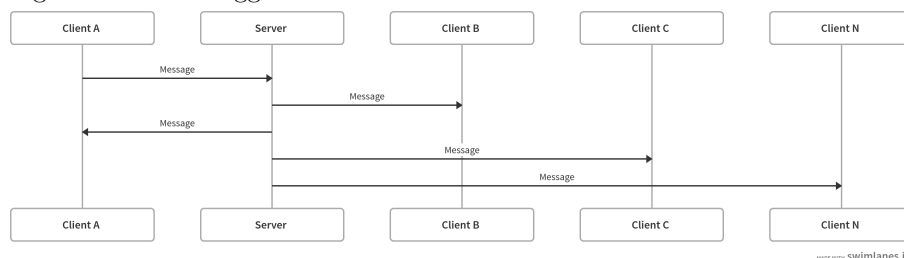 Client A Server Client B Client C Client N
Message
Message
Message
Message
Message
Client A Server Client B Client C Client N
swimlanes.i